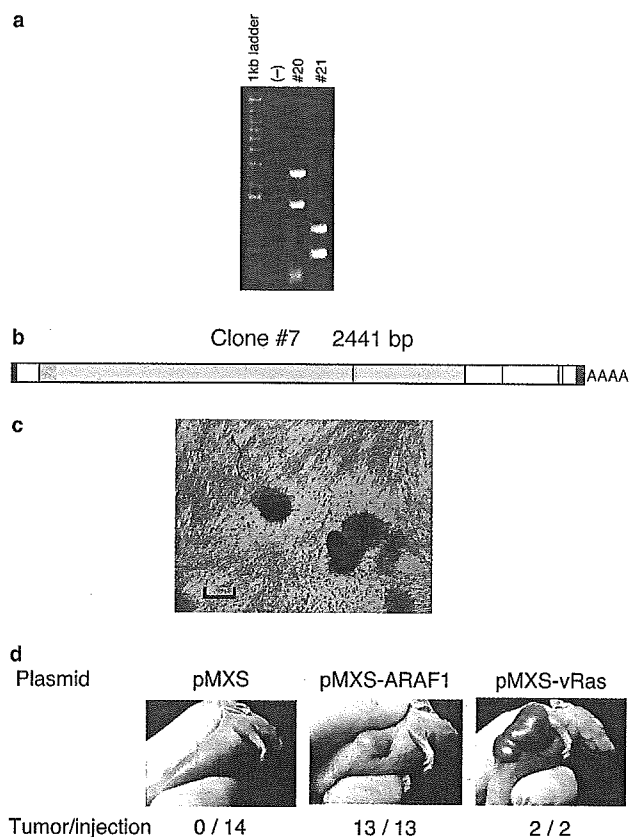 a
1kb ladder
(–)
#20
#21
b
Clone #7 2441 bp
AAAA
c
d
Plasmid pMXS pMXS-ARAF1 pMXS-vRas
Tumor/injection 0 / 14 13 / 13 2 / 2